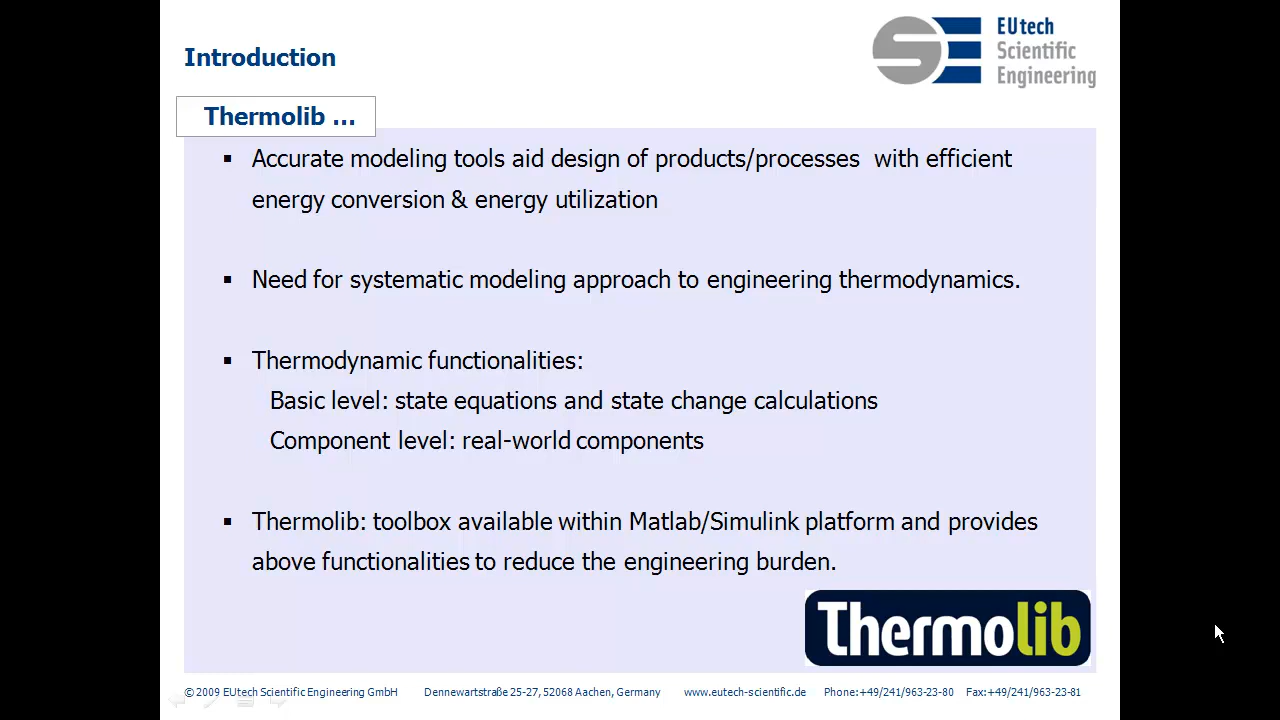 Introduction
EUtech
Scientific
Engineering
Thermolib ...
▪ Accurate modeling tools aid design of products/processes with efficient
energy conversion & energy utilization
▪ Need for systematic modeling approach to engineering thermodynamics.
▪ Thermodynamic functionalities:
Basic level: state equations and state change calculations
Component level: real-world components
▪ Thermolib: toolbox available within Matlab/Simulink platform and provides
above functionalities to reduce the engineering burden.
Thermolib
© 2009 EUtech Scientific Engineering GmbH Dennewartstraße 25-27, 52068 Aachen, Germany www.eutech-scientific.de Phone:+49/241/963-23-80 Fax:+49/241/963-23-81